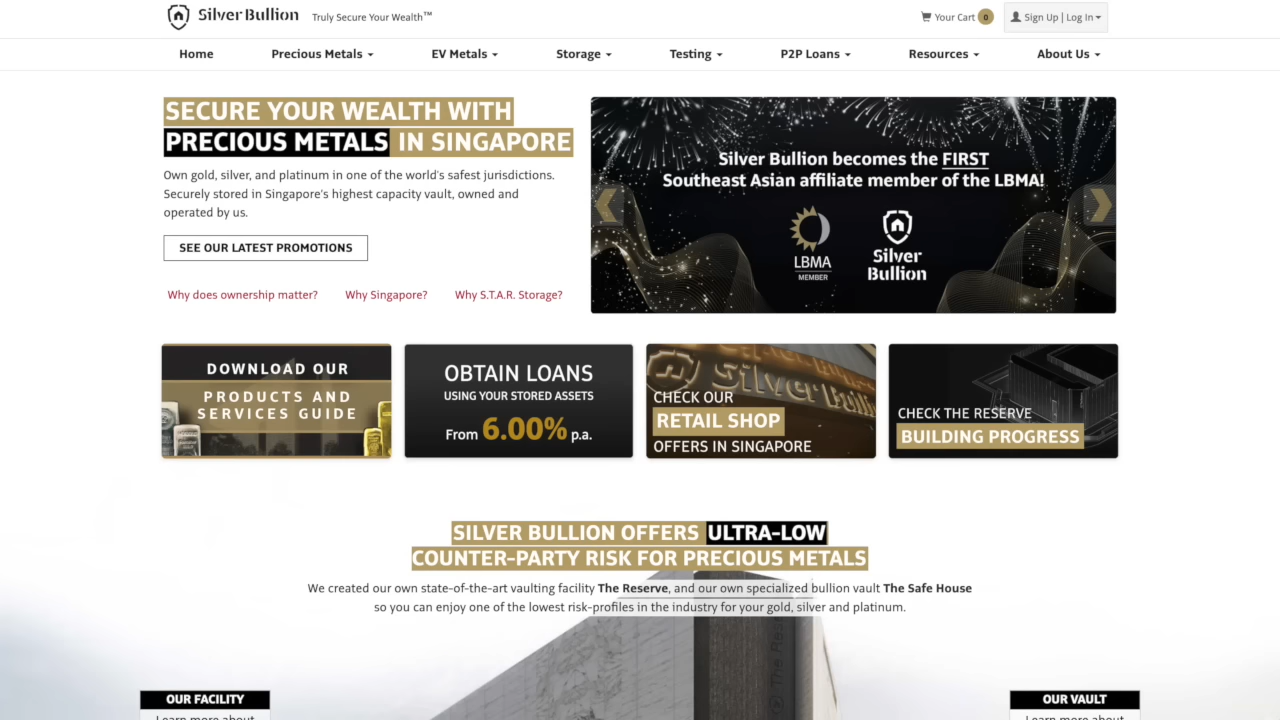 Silver Bullion
Truly Secure Your Wealth™
Your Cart 0
Sign Up | Log In
Home
Precious Metals
EV Metals
Storage
Testing
P2P Loans
Resources
About Us
SECURE YOUR WEALTH WITH
PRECIOUS METALS IN SINGAPORE
Own gold, silver, and platinum in one of the world's safest jurisdictions.
Securely stored in Singapore's highest capacity vault, owned and
operated by us.
SEE OUR LATEST PROMOTIONS
Why does ownership matter?
Why Singapore?
Why S.T.A.R. Storage?
Silver Bullion becomes the FIRST
Southeast Asian affiliate member of the LBMA!
LBMA
MEMBER
Silver
Bullion
DOWNLOAD OUR
PRODUCTS AND
SERVICES GUIDE
OBTAIN LOANS
USING YOUR STORED ASSETS
From 6.00% p.a.
Silver Bulli
CHECK OUR
RETAIL SHOP
OFFERS IN SINGAPORE
CHECK THE RESERVE
BUILDING PROGRESS
SILVER BULLION OFFERS ULTRA-LOW
COUNTER-PARTY RISK FOR PRECIOUS METALS
We created our own state-of-the-art vaulting facility The Reserve, and our own specialized bullion vault The Safe House
so you can enjoy one of the lowest risk-profiles in the industry for your gold, silver and platinum.
OUR FACILITY
Learn more about
OUR VAULT
Learn more about